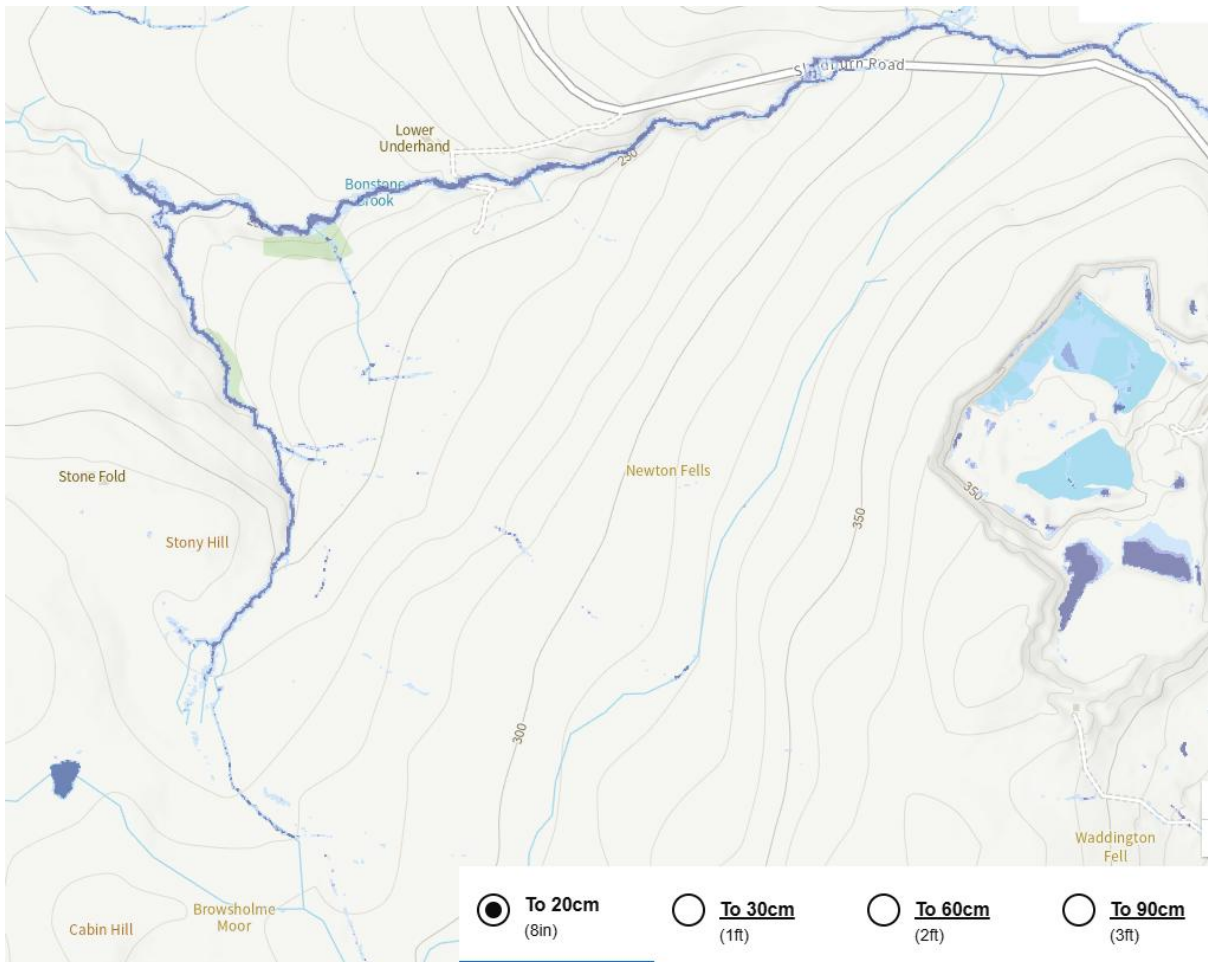 Slaidburn Road
Lower
Underhand
250
Bonstone
Brook
Stone Fold
Newton Fells
350
350
Stony Hill
300
Waddington
Fell
Browsholme
Moor
Cabin Hill
To 20cm
(8in)
To 30cm
(1ft)
To 60cm
(2ft)
To 90cm
(3ft)